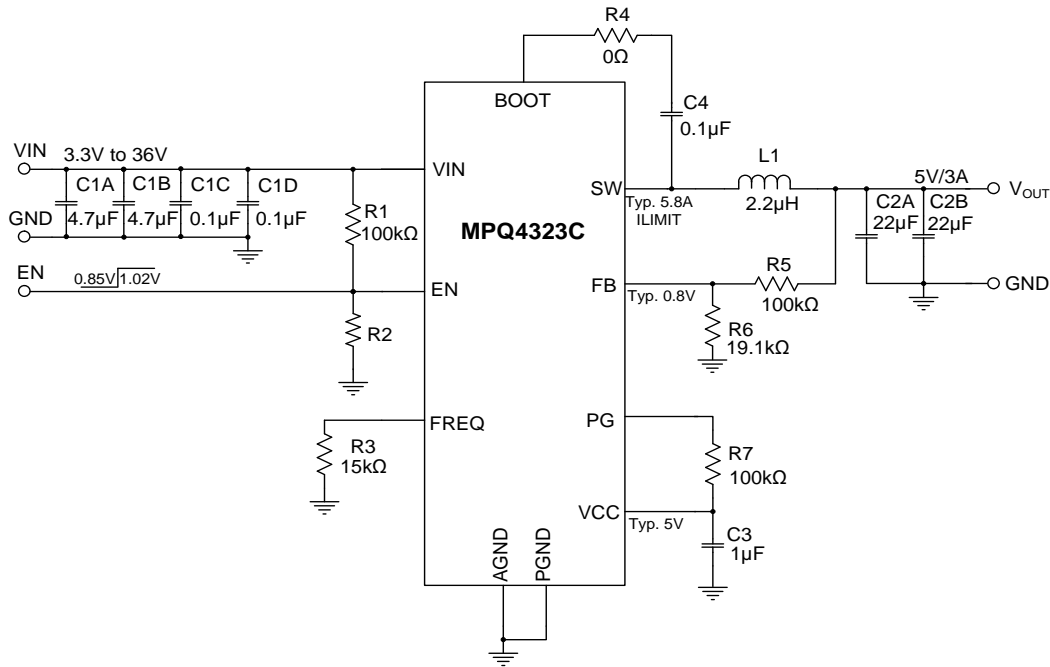 R4
0Ω
BOOT
C4
0.1µF
VIN
3.3V to 36V
VIN
C1A
C1B
C1C
C1D
4.7µF
4.7µF
0.1µF
0.1µF
GND
R1
100kΩ
SW
Typ. 5.8A
ILIMIT
L1
2.2µH
5V/3A
VOUT
C2A
C2B
22µF
22µF
MPQ4323C
EN
0.85V
1.02V
EN
FB
Typ. 0.8V
R5
100kΩ
GND
R2
R6
19.1kΩ
FREQ
R3
15kΩ
PG
R7
100kΩ
VCC
Typ. 5V
C3
1µF
AGND
PGND